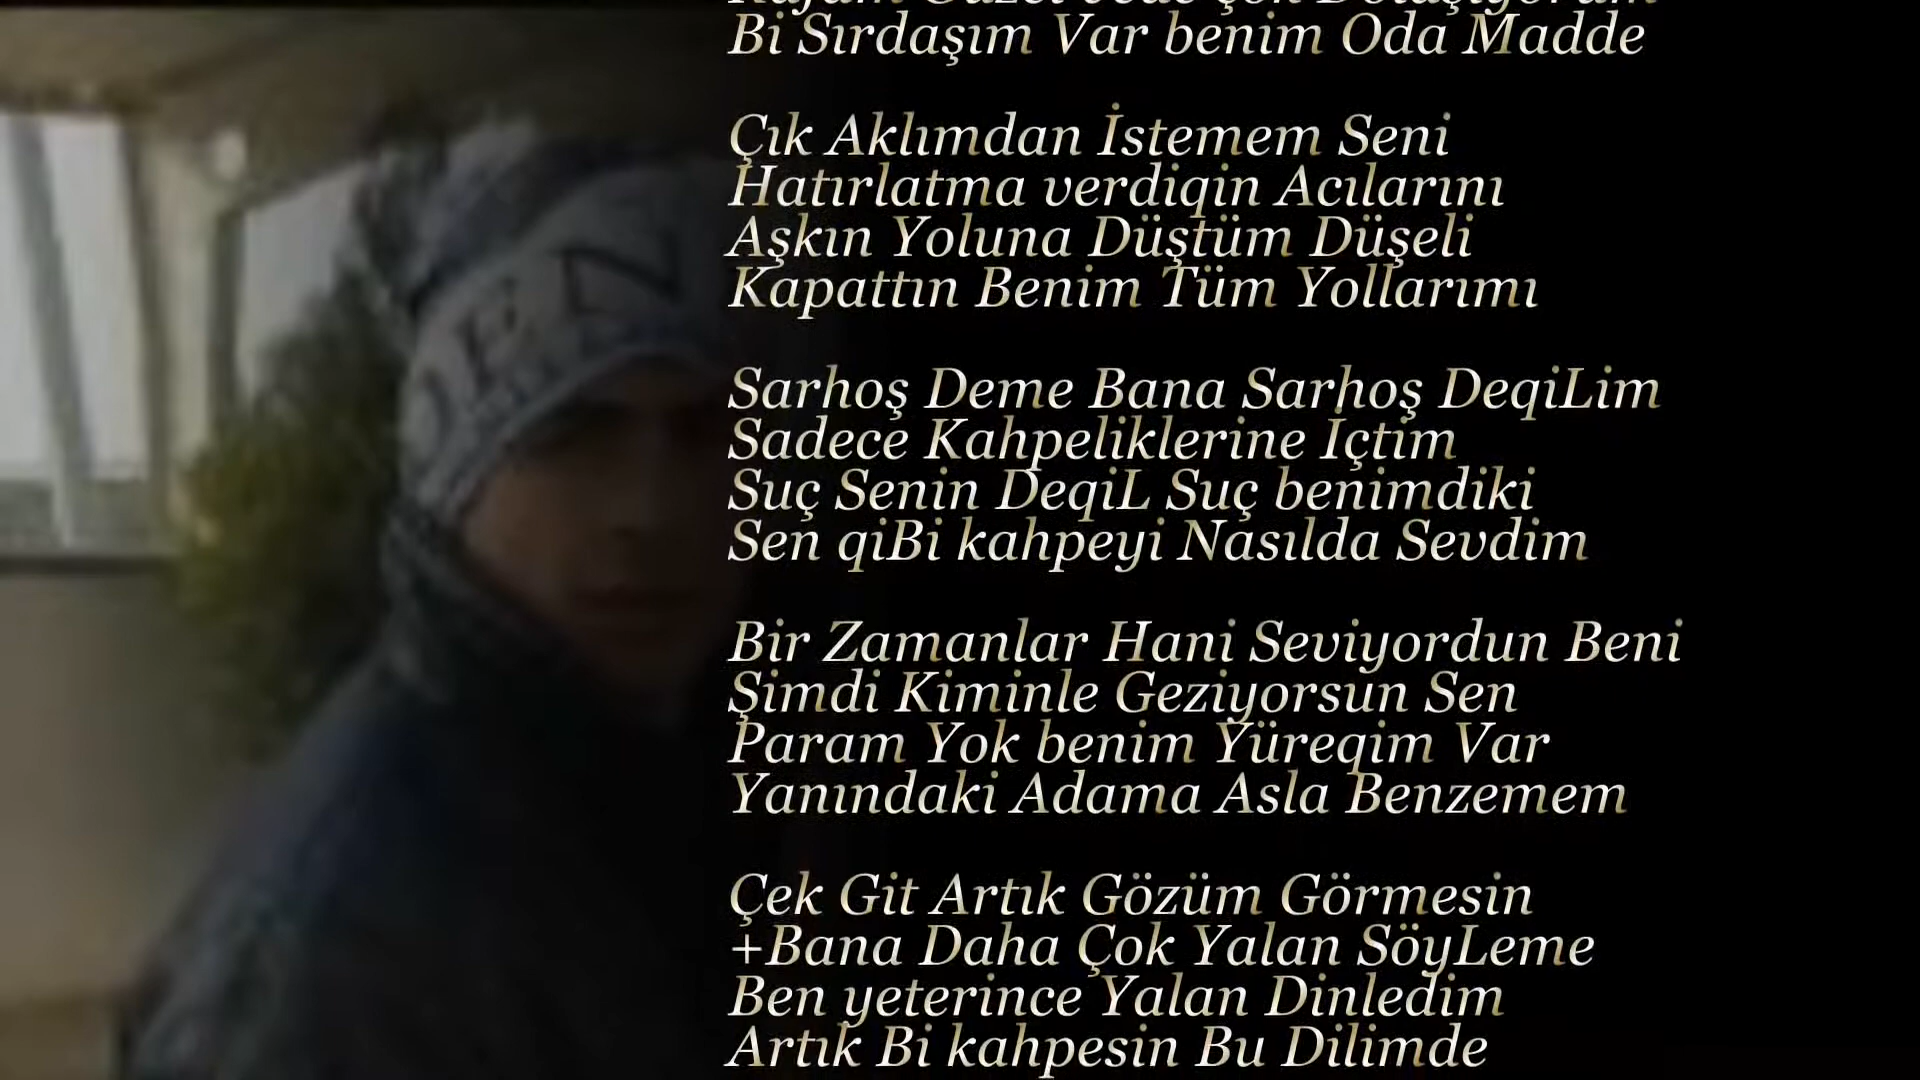 Bi Sırdaşım Var benim Oda Madde
Çık Aklımdan İstemem Seni
Hatırlatma verdiqin Acılarını
Aşkın Yoluna Düştüm Düşeli
Kapattın Benim Tüm Yollarımı
Sarhoş Deme Bana Sarhoş DeqiLim
Sadece Kahpeliklerine İçtim
Suç Senin DeqiL Suç benimdiki
Sen qiBi kahpeyi Nasılda Sevdim
Bir Zamanlar Hani Seviyordun Beni
Şimdi Kiminle Geziyorsun Sen
Param Yok benim Yüreqim Var
Yanındaki Adama Asla Benzemem
Çek Git Artık Gözüm Görmesin
+Bana Daha Çok Yalan SöyLeme
Ben yeterince Yalan Dinledim
Artık Bi kahpesin Bu Dilimde